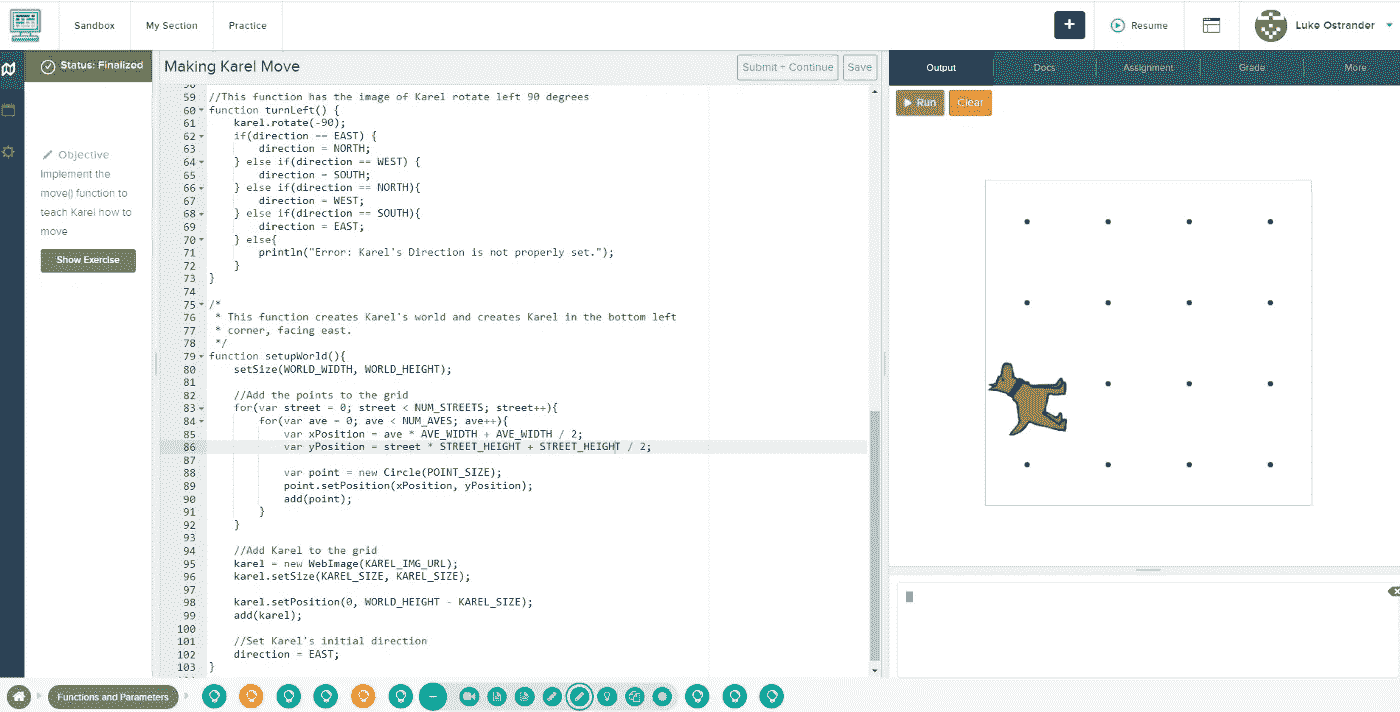 Sandbox
My Section
Practice
+
Resume
Luke Ostrander
Status: Finalized
Making Karel Move
Submit + Continue
Save
Output
Docs
Assignment
Grade
More
Run
Clear
Objective
Implement the
move() function to
teach Karel how to
move
Show Exercise
59 //This function has the image of Karel rotate left 90 degrees
60 function turnLeft() {
61 karel.rotate(-90);
62 if(direction == EAST) {
63 direction = NORTH;
64 } else if(direction == WEST) {
65 direction = SOUTH;
66 } else if(direction == NORTH){
67 direction = WEST;
68 } else if(direction == SOUTH){
69 direction = EAST;
70 } else{
71 println("Error: Karel's Direction is not properly set.");
72 }
73 }
74
75 /*
76 * This function creates Karel's world and creates Karel in the bottom left
77 * corner, facing east.
78 */
79 function setupWorld(){
80 setSize(WORLD_WIDTH, WORLD_HEIGHT);
81
82 //Add the points to the grid
83 for(var street = 0; street < NUM_STREETS; street++){
84 for(var ave = 0; ave < NUM_AVES; ave++){
85 var xPosition = ave * AVE_WIDTH + AVE_WIDTH / 2;
86 var yPosition = street * STREET_HEIGHT + STREET_HEIGHT / 2;
87
88 var point = new Circle(POINT_SIZE);
89 point.setPosition(xPosition, yPosition);
90 add(point);
91 }
92 }
93
94 //Add Karel to the grid
95 karel = new WebImage(KAREL_IMG_URL);
96 karel.setSize(KAREL_SIZE, KAREL_SIZE);
97
98 karel.setPosition(0, WORLD_HEIGHT - KAREL_SIZE);
99 add(karel);
100
101 //Set Karel's initial direction
102 direction = EAST;
103 }
Functions and Parameters